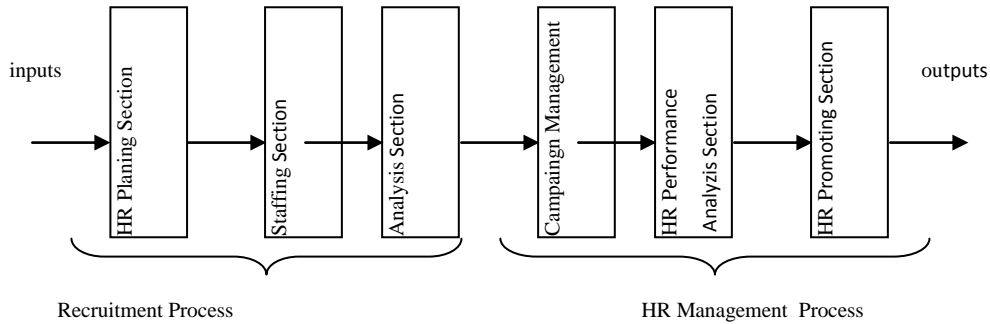 inputs
HR Planing Section
Staffing Section
Analysis Section
Campaingn Management
HR Performance
Analyzis Section
HR Promoting Section
outputs
Recruitment Process
HR Management Process